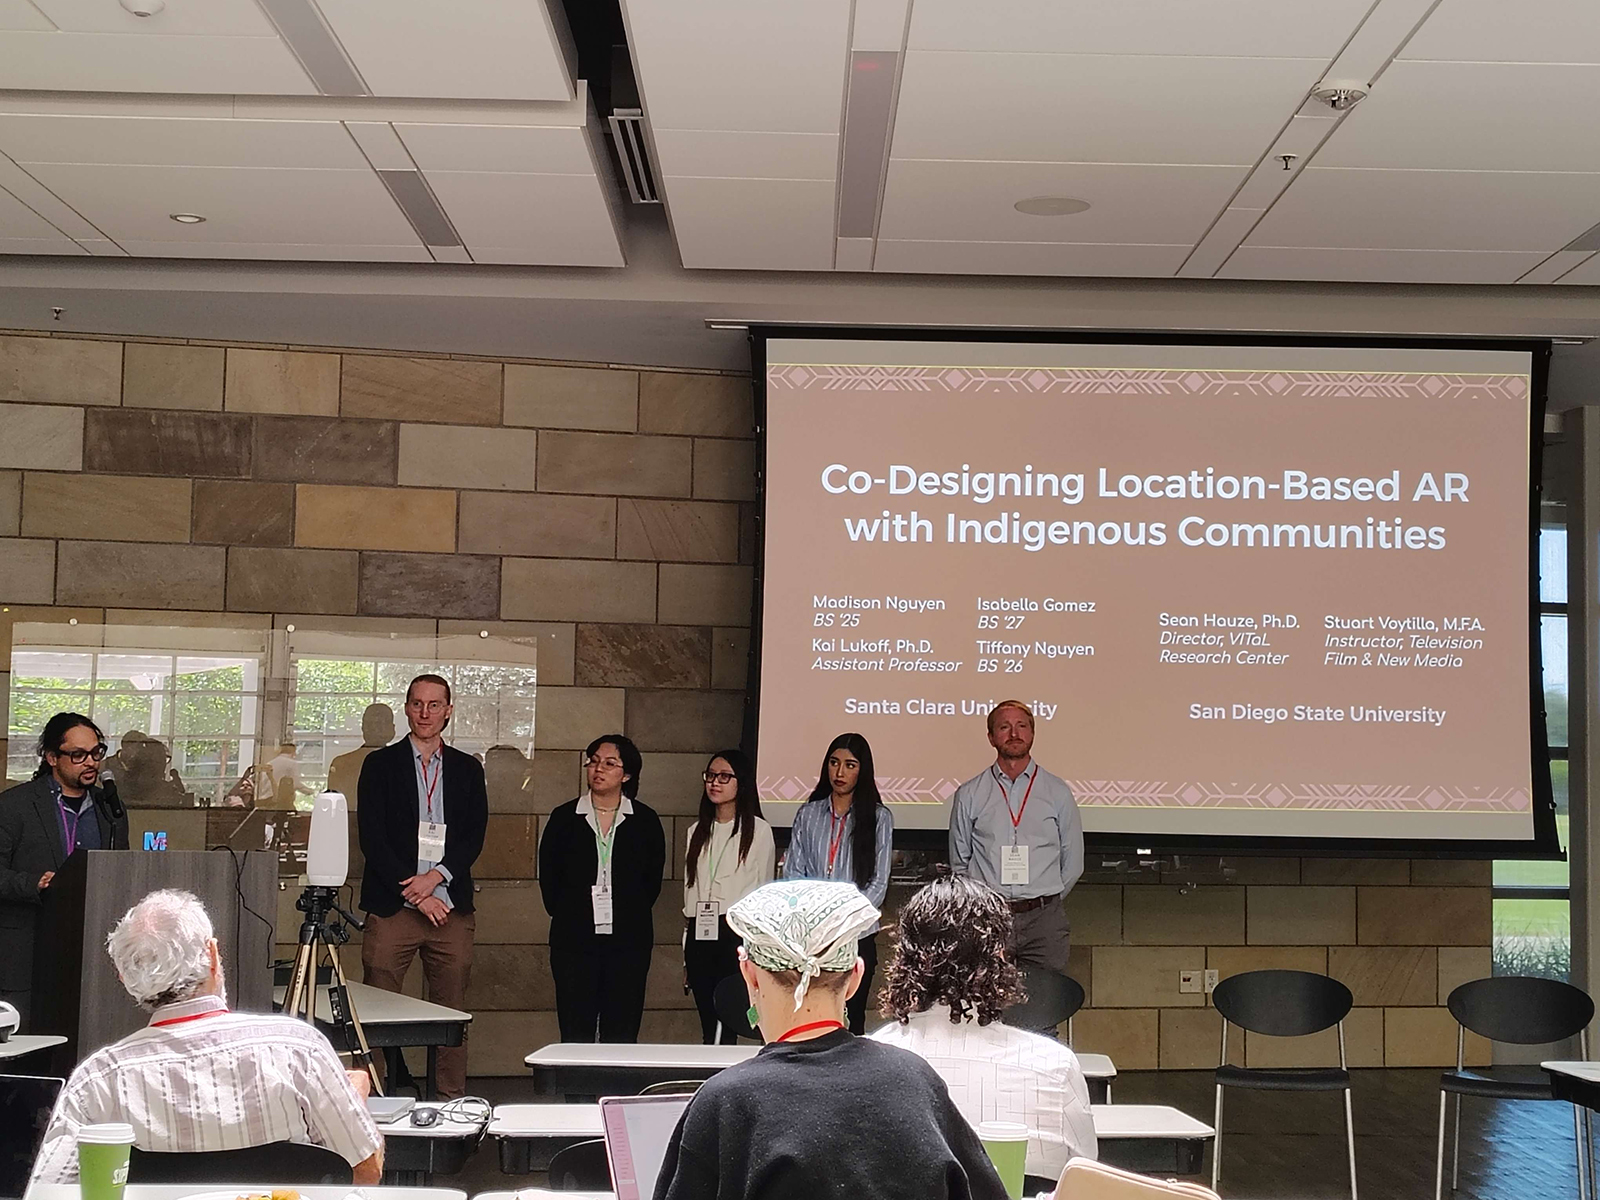 Co-Designing Location-Based AR
with Indigenous Communities
Madison Nguyen
BS '25
Isabella Gomez
BS '27
Kai Lukoff, Ph.D.
Assistant Professor
Tiffany Nguyen
BS '26
Santa Clara University
Sean Hauze, Ph.D.
Director, VITaL
Research Center
Stuart Voytilla, M.F.A.
Instructor, Television
Film & New Media
San Diego State University